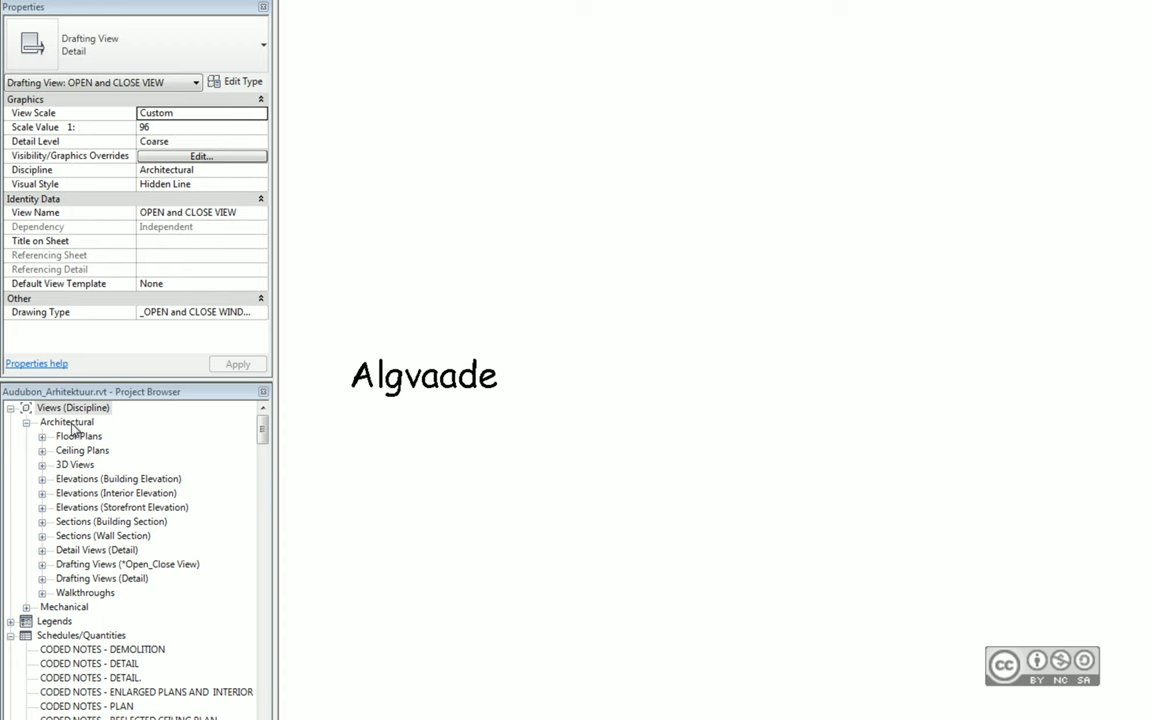 Properties
Drafting View
Detail
Drafting View: OPEN and CLOSE VIEW
Edit Type
Graphics
View Scale
Custom
Scale Value 1:
96
Detail Level
Coarse
Visibility/Graphics Overrides
Edit...
Discipline
Architectural
Visual Style
Hidden Line
Identity Data
View Name
OPEN and CLOSE VIEW
Dependency
Independent
Title on Sheet
Referencing Sheet
Referencing Detail
Default View Template
None
Other
Drawing Type
_OPEN and CLOSE WIND...
Properties help
Apply
Algvaade
Audubon_Arhitektuur.rvt - Project Browser
Views (Discipline)
Architectural
Floor Plans
Ceiling Plans
3D Views
Elevations (Building Elevation)
Elevations (Interior Elevation)
Elevations (Storefront Elevation)
Sections (Building Section)
Sections (Wall Section)
Detail Views (Detail)
Drafting Views (*Open_Close View)
Drafting Views (Detail)
Walkthroughs
Mechanical
Legends
Schedules/Quantities
CODED NOTES - DEMOLITION
CODED NOTES - DETAIL
CODED NOTES - DETAIL.
CODED NOTES - ENLARGED PLANS AND INTERIOR
CODED NOTES - PLAN
CODED NOTES - REFLECTED CEILING PLAN
cc
BY NC SA